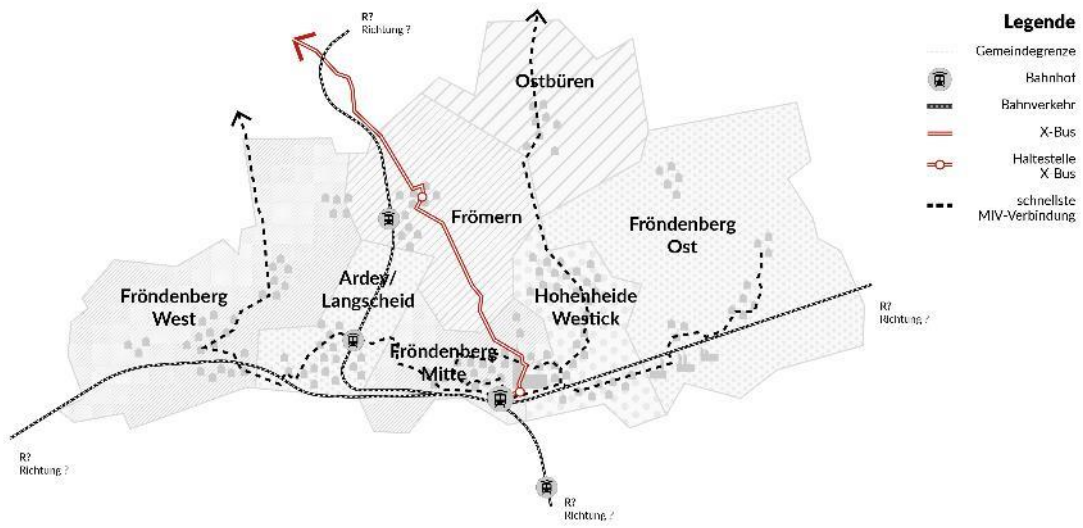 R?
Richtung ?
Legende
Gemeindegrenze
Bahnhof
Bahnverkehr
X-Bus
Haltestelle
X Bus
schnellste
MIV-Verbindung
Ostbüren
Frömern
Fröndenberg
Ost
Ardey/
Langscheid
Fröndenberg
West
Hohenheide
Westick
Fröndenberg
Mitte
R?
Richtung ?
R?
Richtung ?
R?
Richtung ?